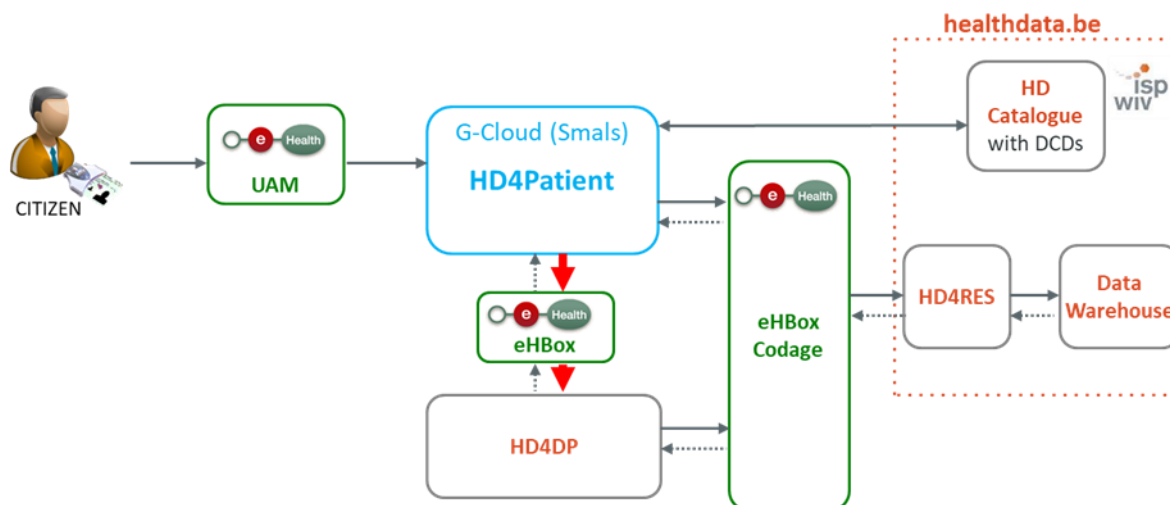 healthdata.be
HD
Catalogue
with DCDs
isp
wiv
G-Cloud (Smals)
HD4Patient
e
Health
UAM
CITIZEN
e
Health
e
Health
eHBox
eHBox
Codage
HD4RES
Data
Warehouse
HD4DP